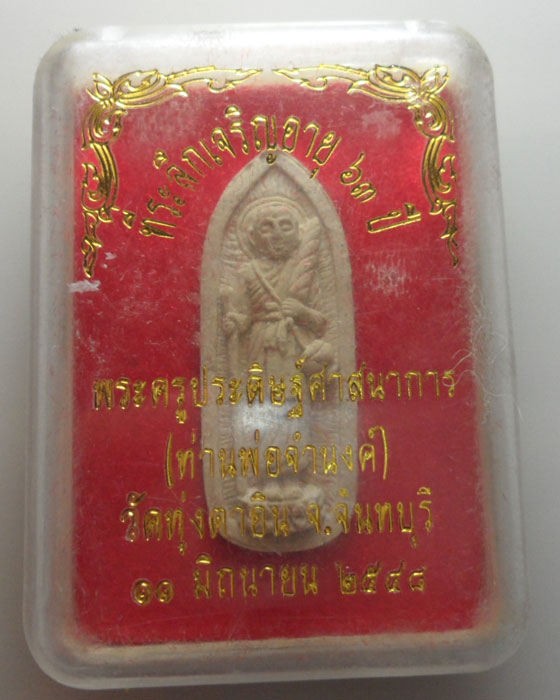 ที่ระลึกเจริญอายุ ๖๓ ปี
พระครูประดิษฐ์ศาสนาการ
(ท่านพ่อจำนงค์)
วัดทุ่งตาอิน จ.จันทบุรี
๑๑ มิถุนายน ๒๕๔๘